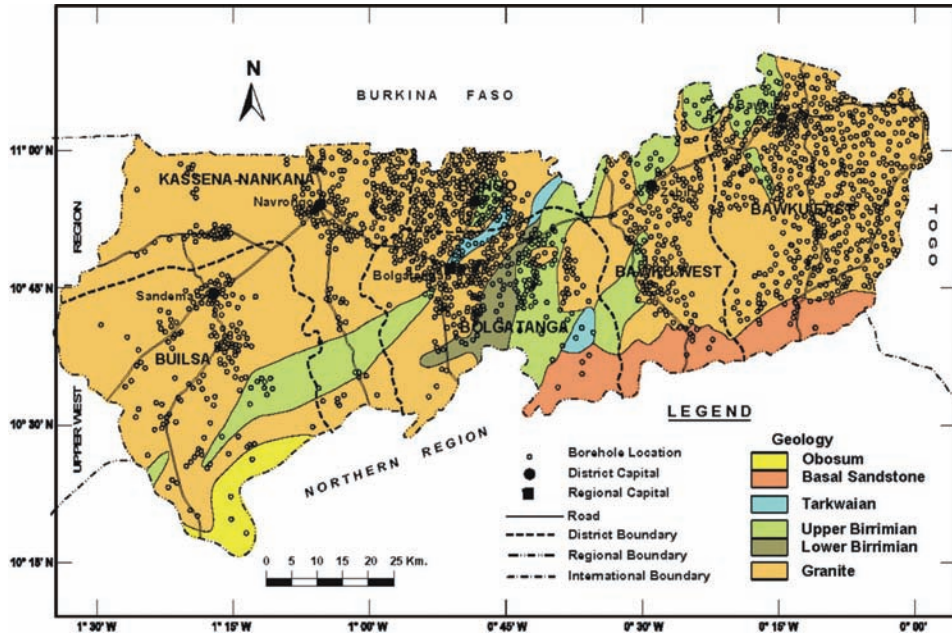 N
BURKINA FASO
11° 00'
KASSENA-NANKANA
Navro
Bolgatang
Sandema
BUILSA
BOLGATANGA
BAWKU WEST
BAWKU EAST
REGION
UPPER WEST
TOGO
10° 45'
10° 30'
10° 15'
NORTHERN REGION
0 5 10 15 20 25 Km.
LEGEND
Borehole Location
District Capital
Regional Capital
Road
District Boundary
Regional Boundary
International Boundary
Geology
Obosum
Basal Sandstone
Tarkwaian
Upper Birrimian
Lower Birrimian
Granite
1° 30' W
1° 15' W
1° 00' W
0° 45' W
0° 30' W
0° 15' W
0° 00'